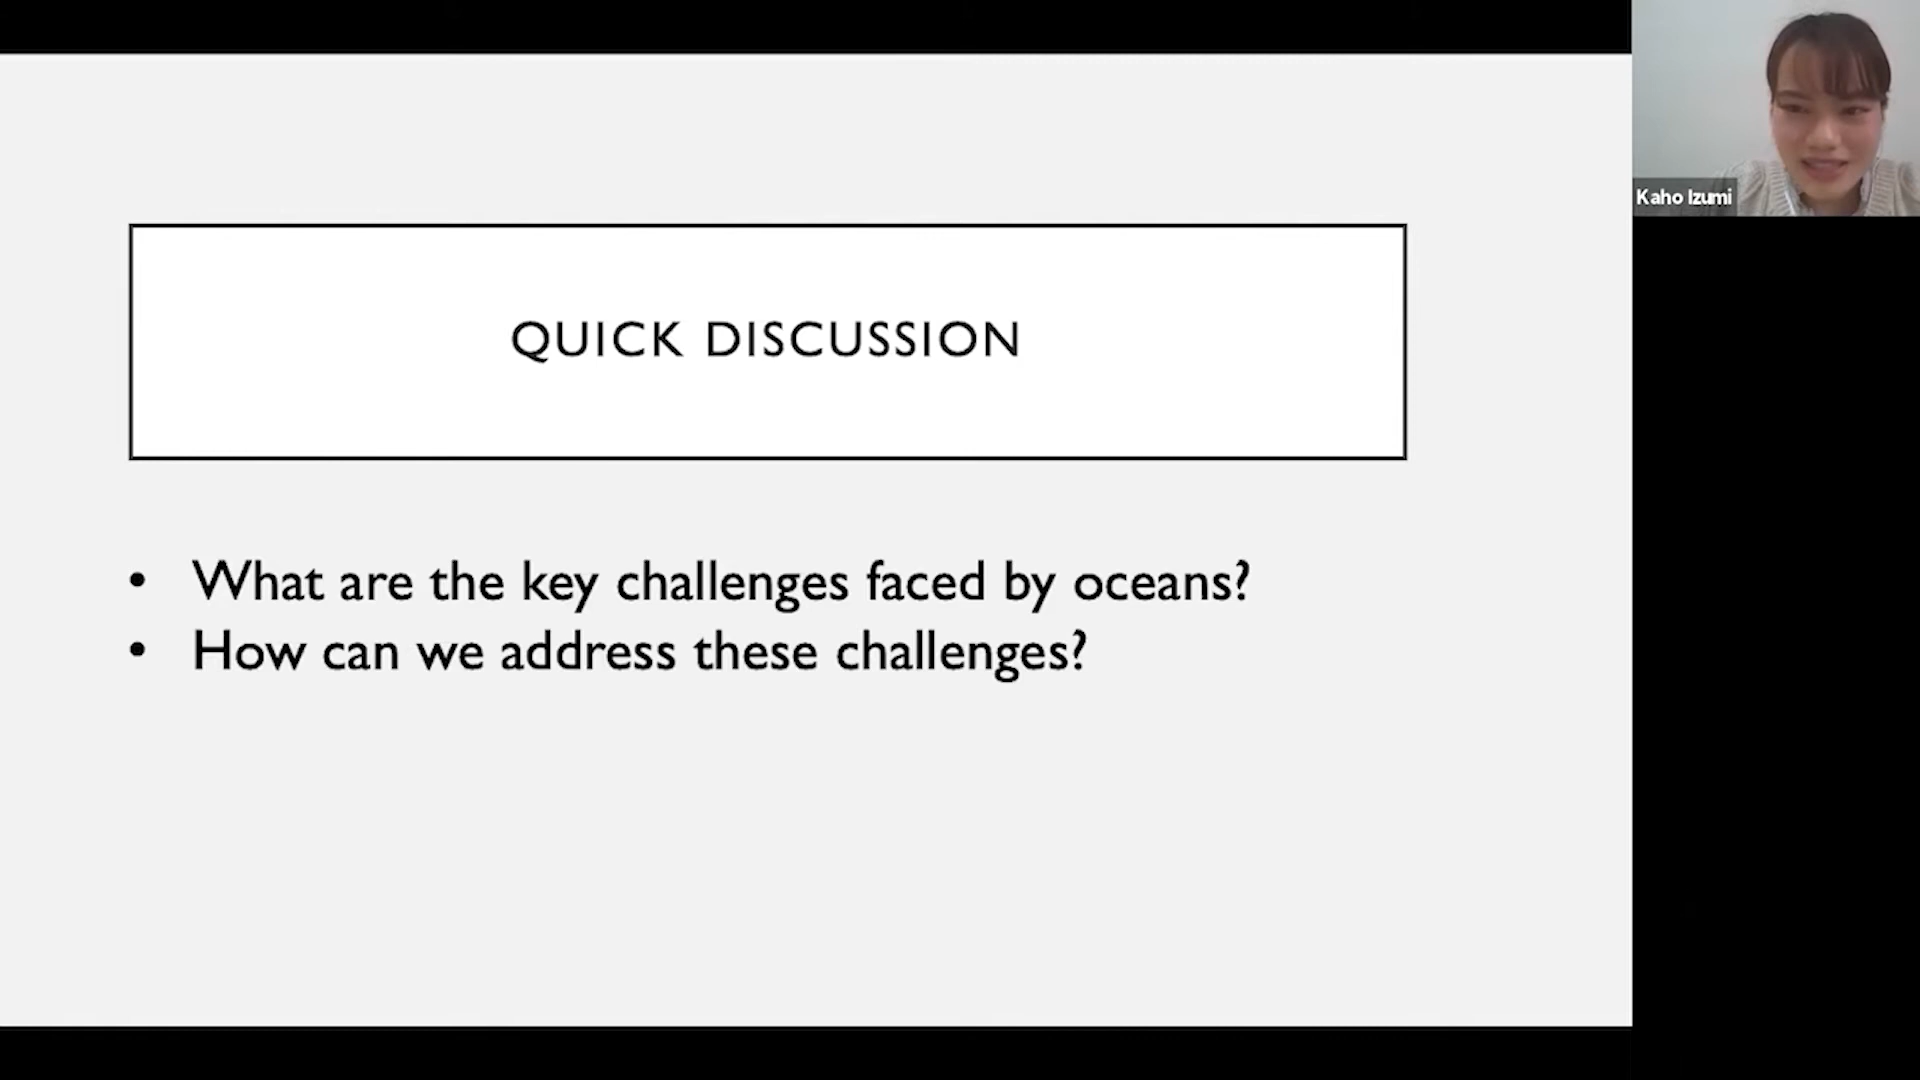 QUICK DISCUSSION
• What are the key challenges faced by oceans?
• How can we address these challenges?
Kaho Izumi